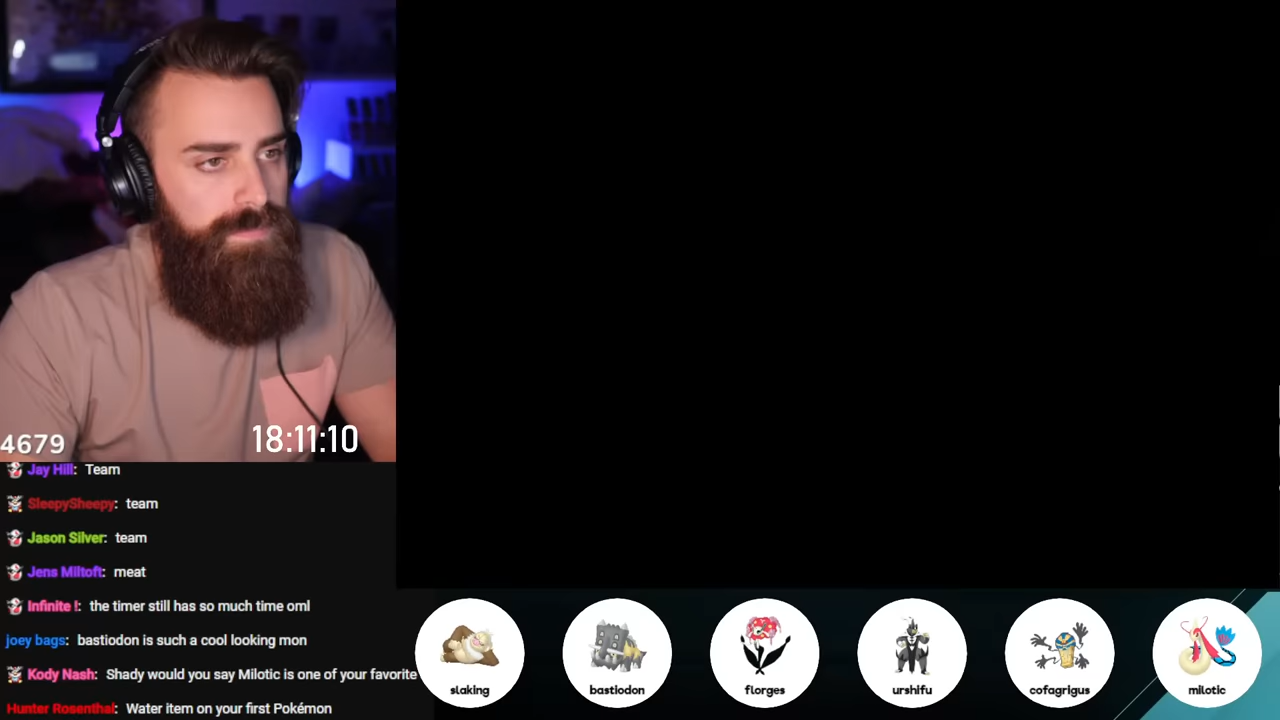 4679
18:11:10
Jay Hill: Team
SleepySheepy: team
Jason Silver: team
Jens Miltoft: meat
Infinite !: the timer still has so much time oml
joey bags: bastiodon is such a cool looking mon
Kody Nash: Shady would you say Milotic is one of your favorite
Hunter Rosenthal: Water item on your first Pokémon
slaking
bastiodon
florges
urshifu
cofagrigus
milotic